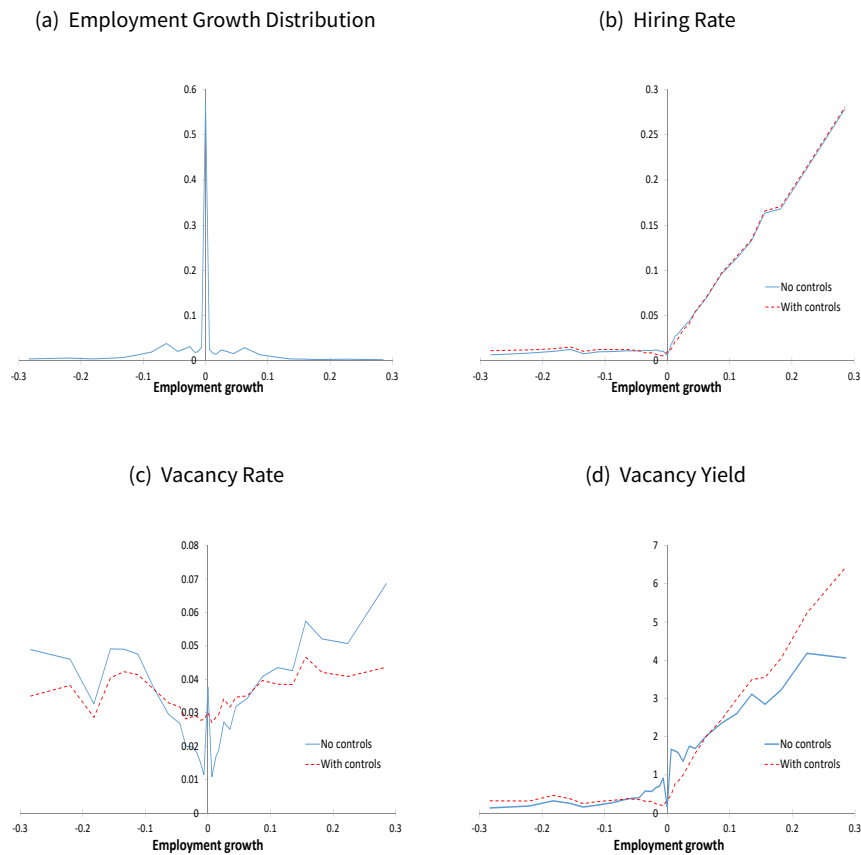 (a) Employment Growth Distribution
(b) Hiring Rate
0.6
0.5
0.4
0.3
0.2
0.1
0
-0.3 -0.2 -0.1 0 0.1 0.2 0.3
Employment growth
0.3
0.25
0.2
0.15
0.1
0.05
0
No controls
With controls
-0.3 -0.2 -0.1 0 0.1 0.2 0.3
Employment growth
(c) Vacancy Rate
(d) Vacancy Yield
0.08
0.07
0.06
0.05
0.04
0.03
0.02
0.01
0
No controls
With controls
-0.3 -0.2 -0.1 0 0.1 0.2 0.3
Employment growth
7
6
5
4
3
2
1
0
No controls
With controls
-0.3 -0.2 -0.1 0 0.1 0.2 0.3
Employment growth